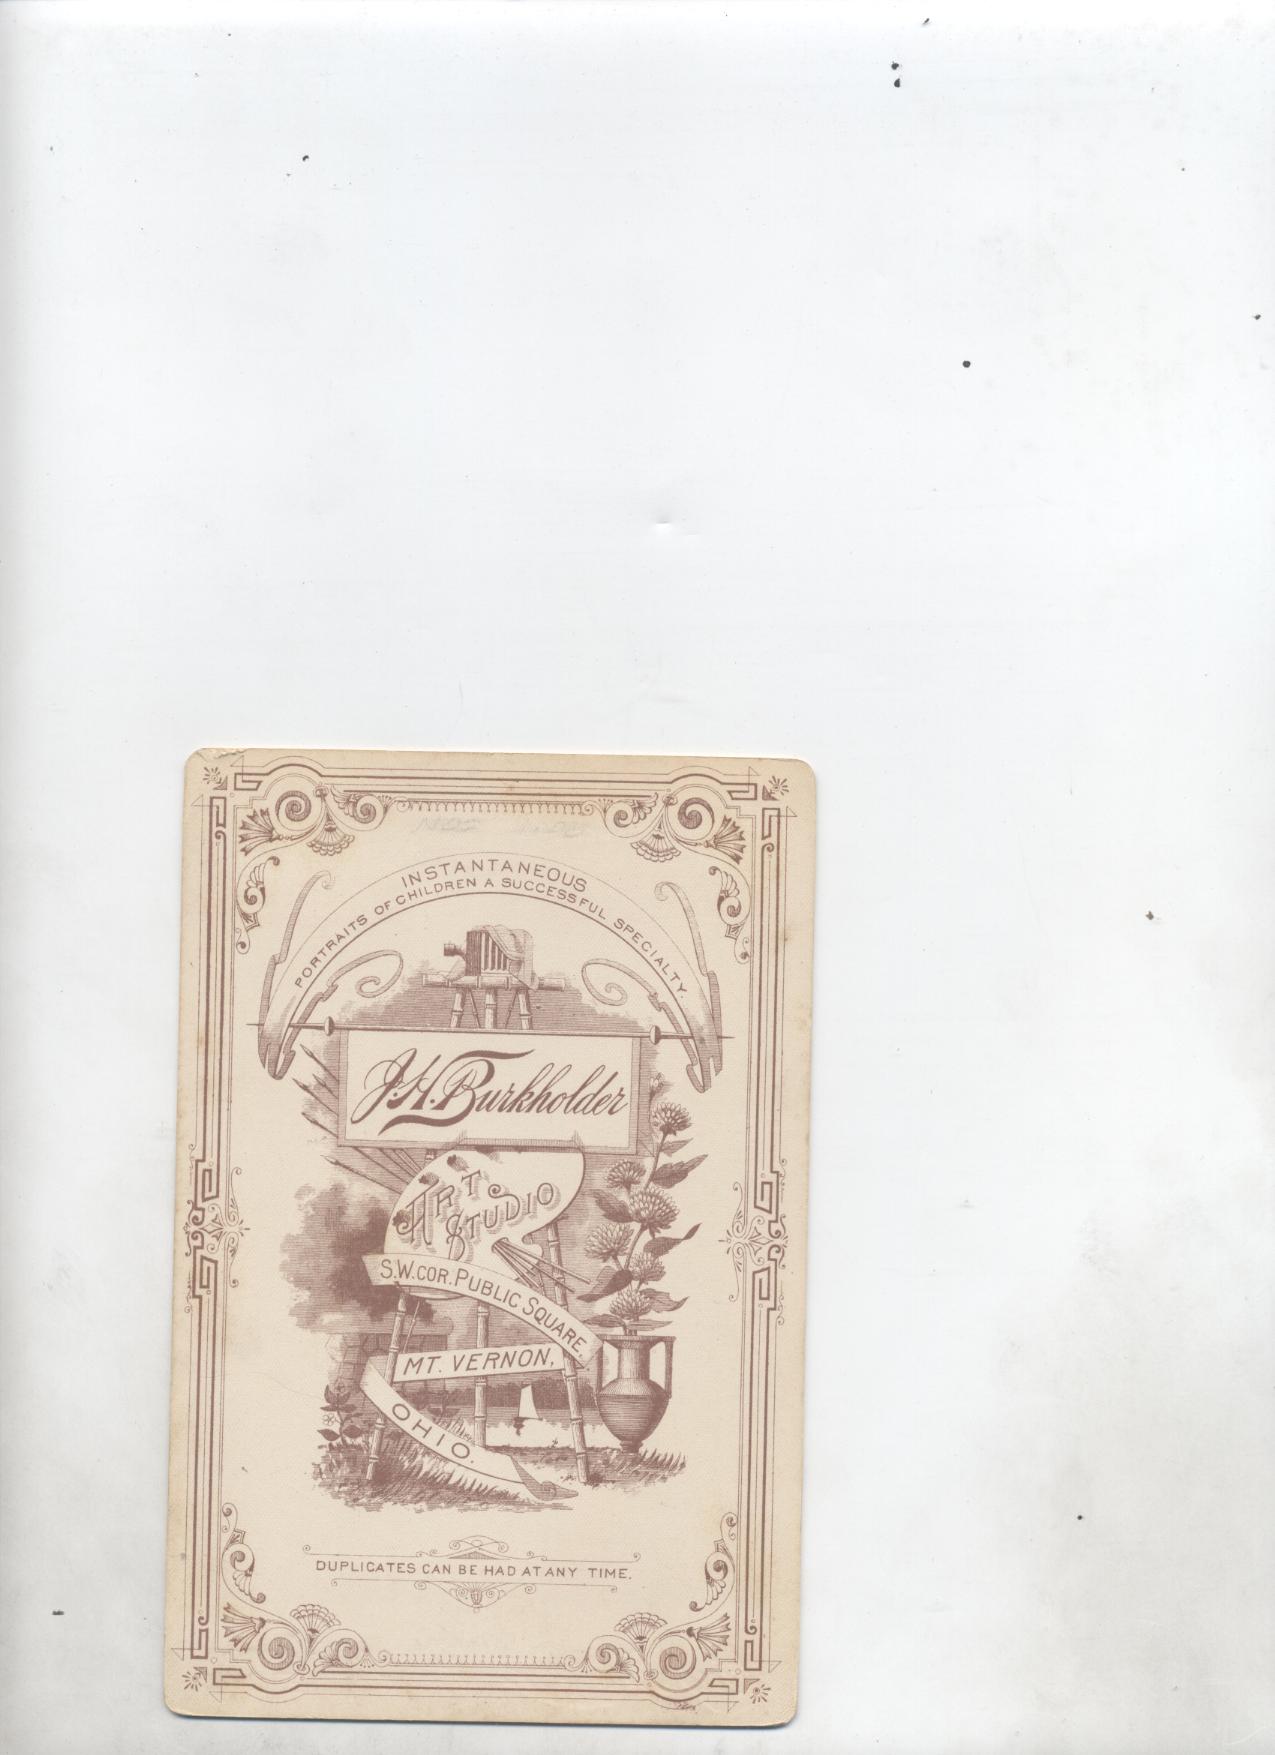 INSTANTANEOUS
PORTRAITS OF CHILDREN A SUCCESSFUL SPECIALTY.
J.H. Burkholder
ART
STUDIO
S.W. COR. PUBLIC SQUARE,
MT. VERNON,
OHIO.
DUPLICATES CAN BE HAD AT ANY TIME.